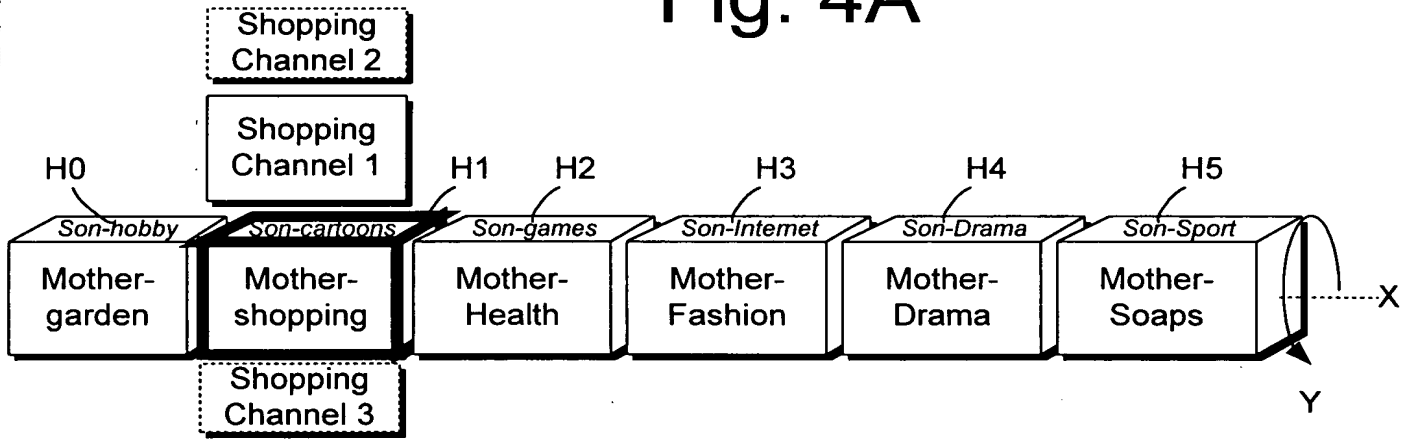 Fig. 4A
Shopping
Channel 2
Shopping
Channel 1
H0
H1
H2
H3
H4
H5
Son-hobby
Son-cartoons
Son-games
Son-Internet
Son-Drama
Son-Sport
Mother-
garden
Mother-
shopping
Mother-
Health
Mother-
Fashion
Mother-
Drama
Mother-
Soaps
X
Shopping
Channel 3
Y